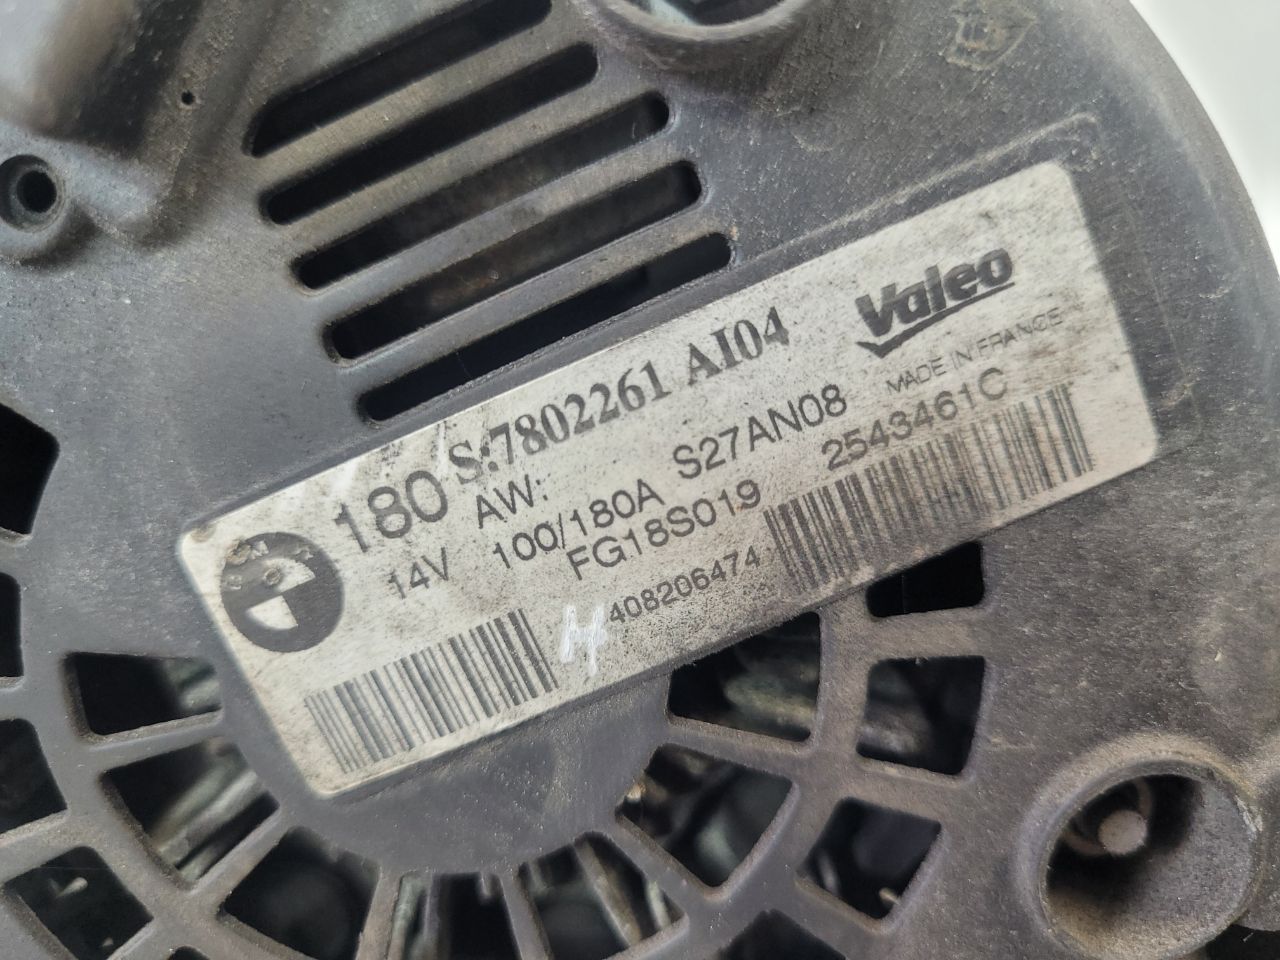 Valeo
MADE IN FRANCE
180 S:7802261 AI04
AW:
14V 100/180A S27AN08
FG18S019 2543461C
408206474
H